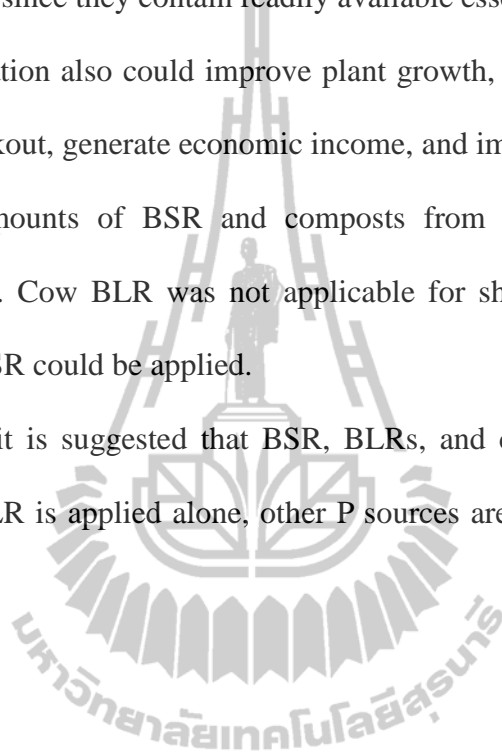 since they contain readily available esse
ation also could improve plant growth,
kout, generate economic income, and im
mounts of BSR and composts from
. Cow BLR was not applicable for sh
SR could be applied.
it is suggested that BSR, BLRs, and c
LR is applied alone, other P sources are
มหาวิทยาลัยเทคโนโลยีสุรนารี